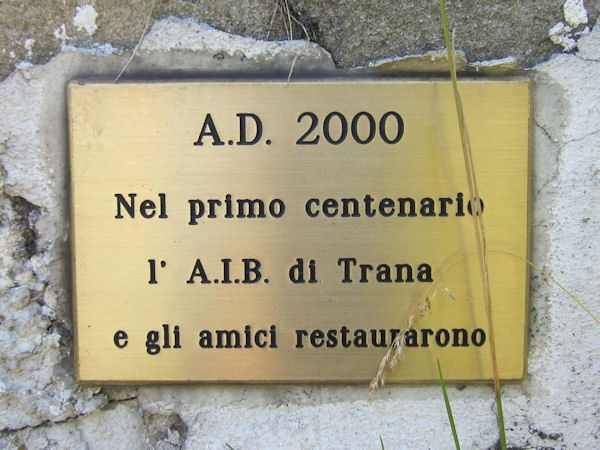 A.D. 2000
Nel primo centenario
l' A.I.B. di Trana
e gli amici restaurarono